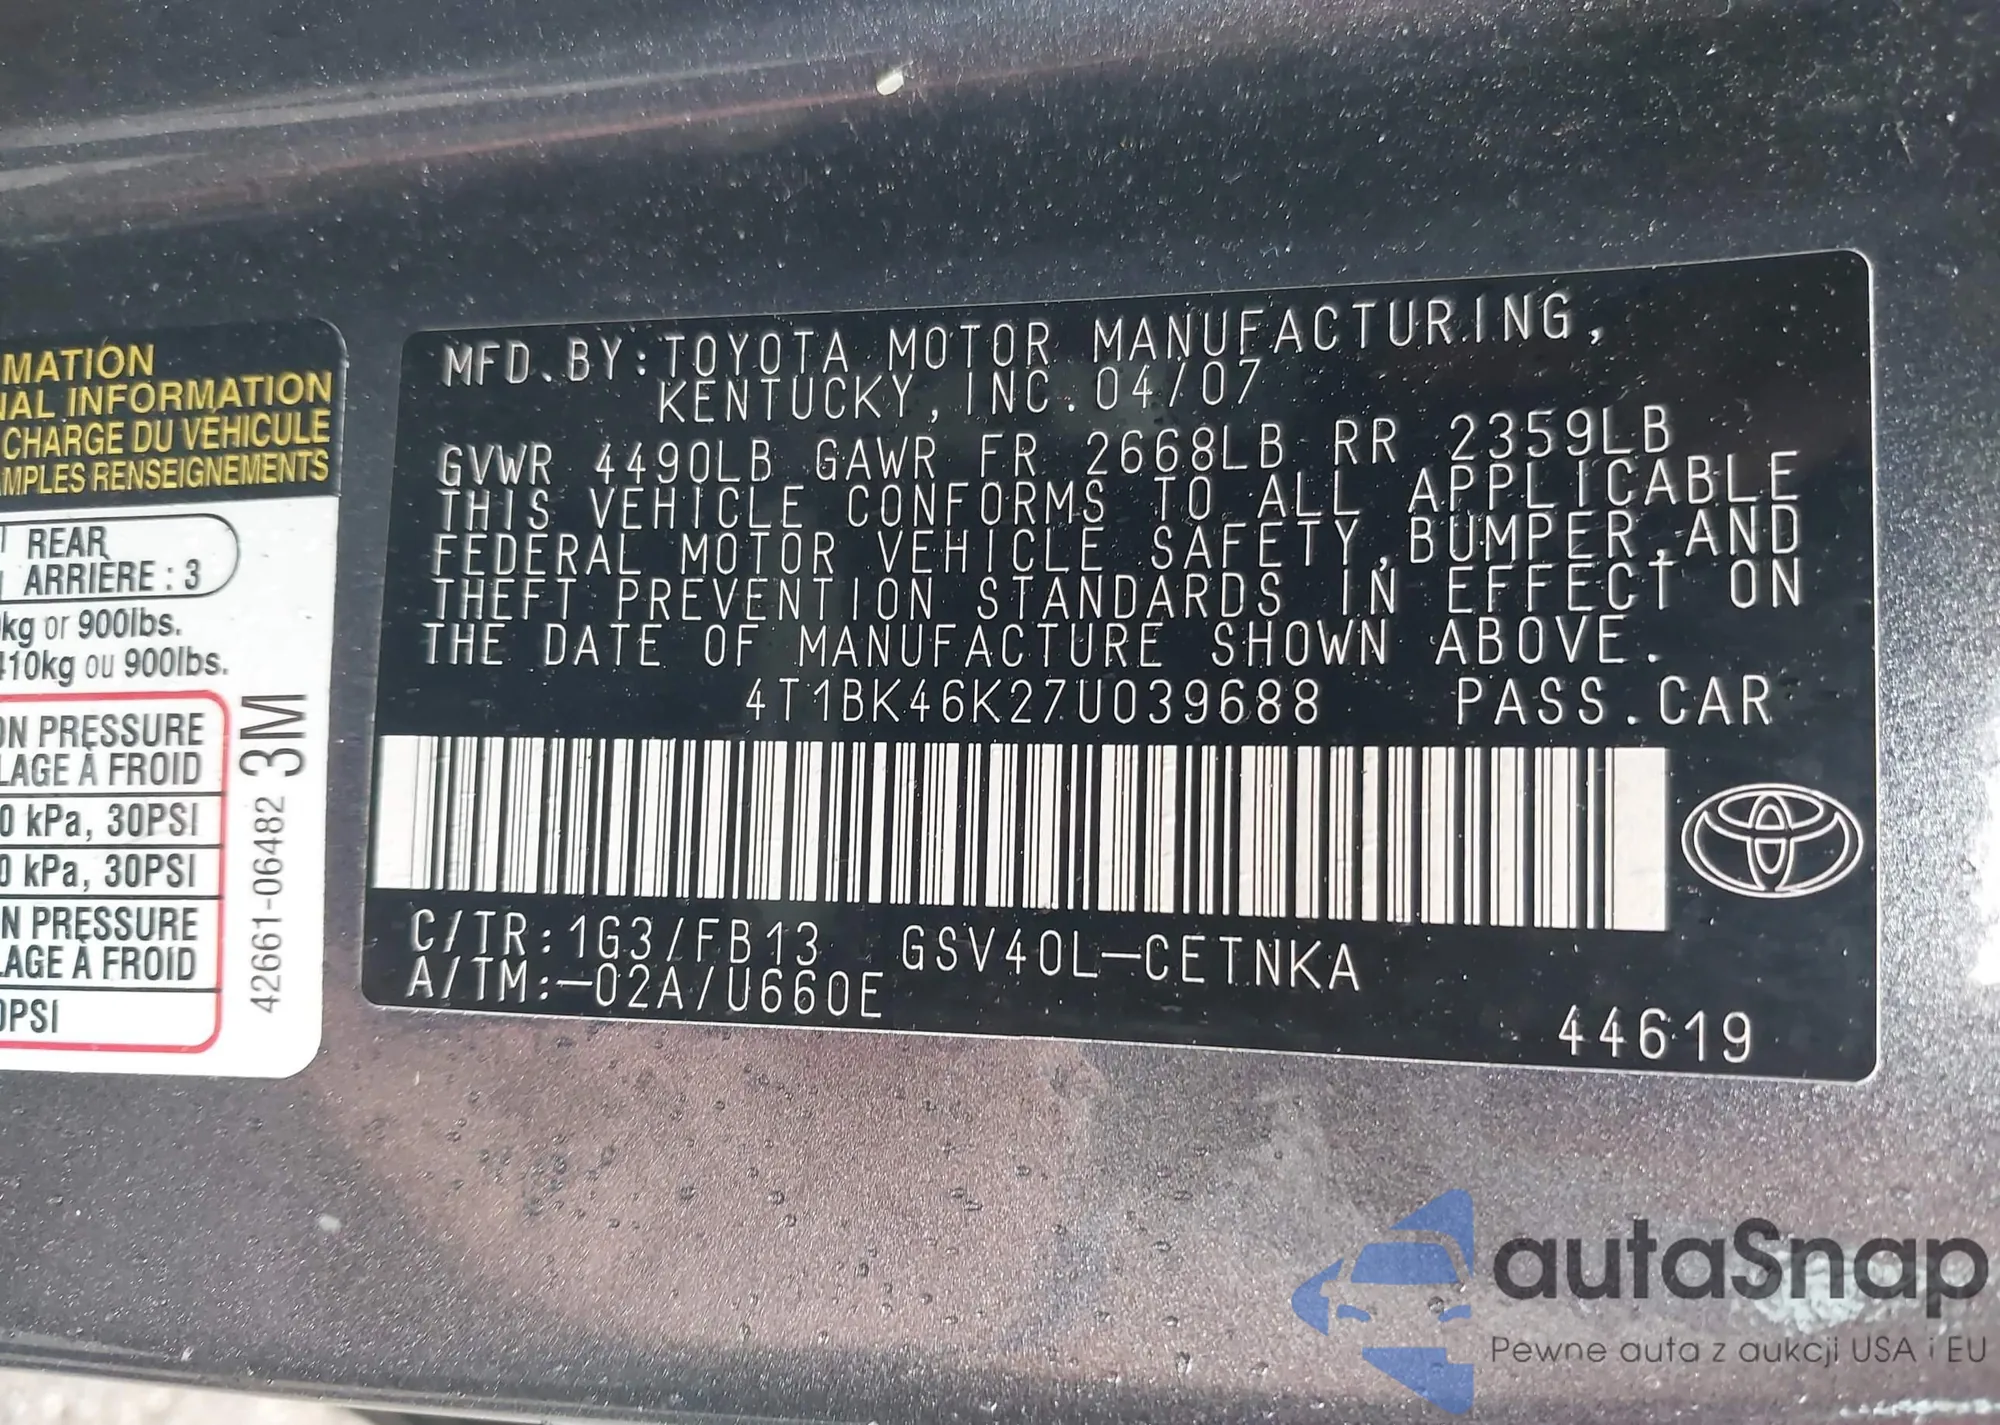 MATION
NAL INFORMATION
CHARGE DU VÉHICULE
MPLES RENSEIGNEMENTS
REAR
ARRIÈRE : 3
kg or 900lbs.
410kg ou 900lbs.
ON PRESSURE
LAGE À FROID
0 kPa, 30PSI
0 kPa, 30PSI
N PRESSURE
LAGE À FROID
0PSI
42661-06482 3M
MFD.BY:TOYOTA MOTOR MANUFACTURING,
KENTUCKY, INC. 04/07
GVWR 4490LB GAWR FR 2668LB RR 2359LB
THIS VEHICLE CONFORMS TO ALL APPLICABLE
FEDERAL MOTOR VEHICLE SAFETY,BUMPER,AND
THEFT PREVENTION STANDARDS IN EFFECT ON
THE DATE OF MANUFACTURE SHOWN ABOVE.
4T1BK46K27U039688 PASS.CAR
C/TR:1G3/FB13 GSV40L-CETNKA
A/TM:-02A/U660E
44619
autaSnap
Pewne auta z aukcji USA i EU